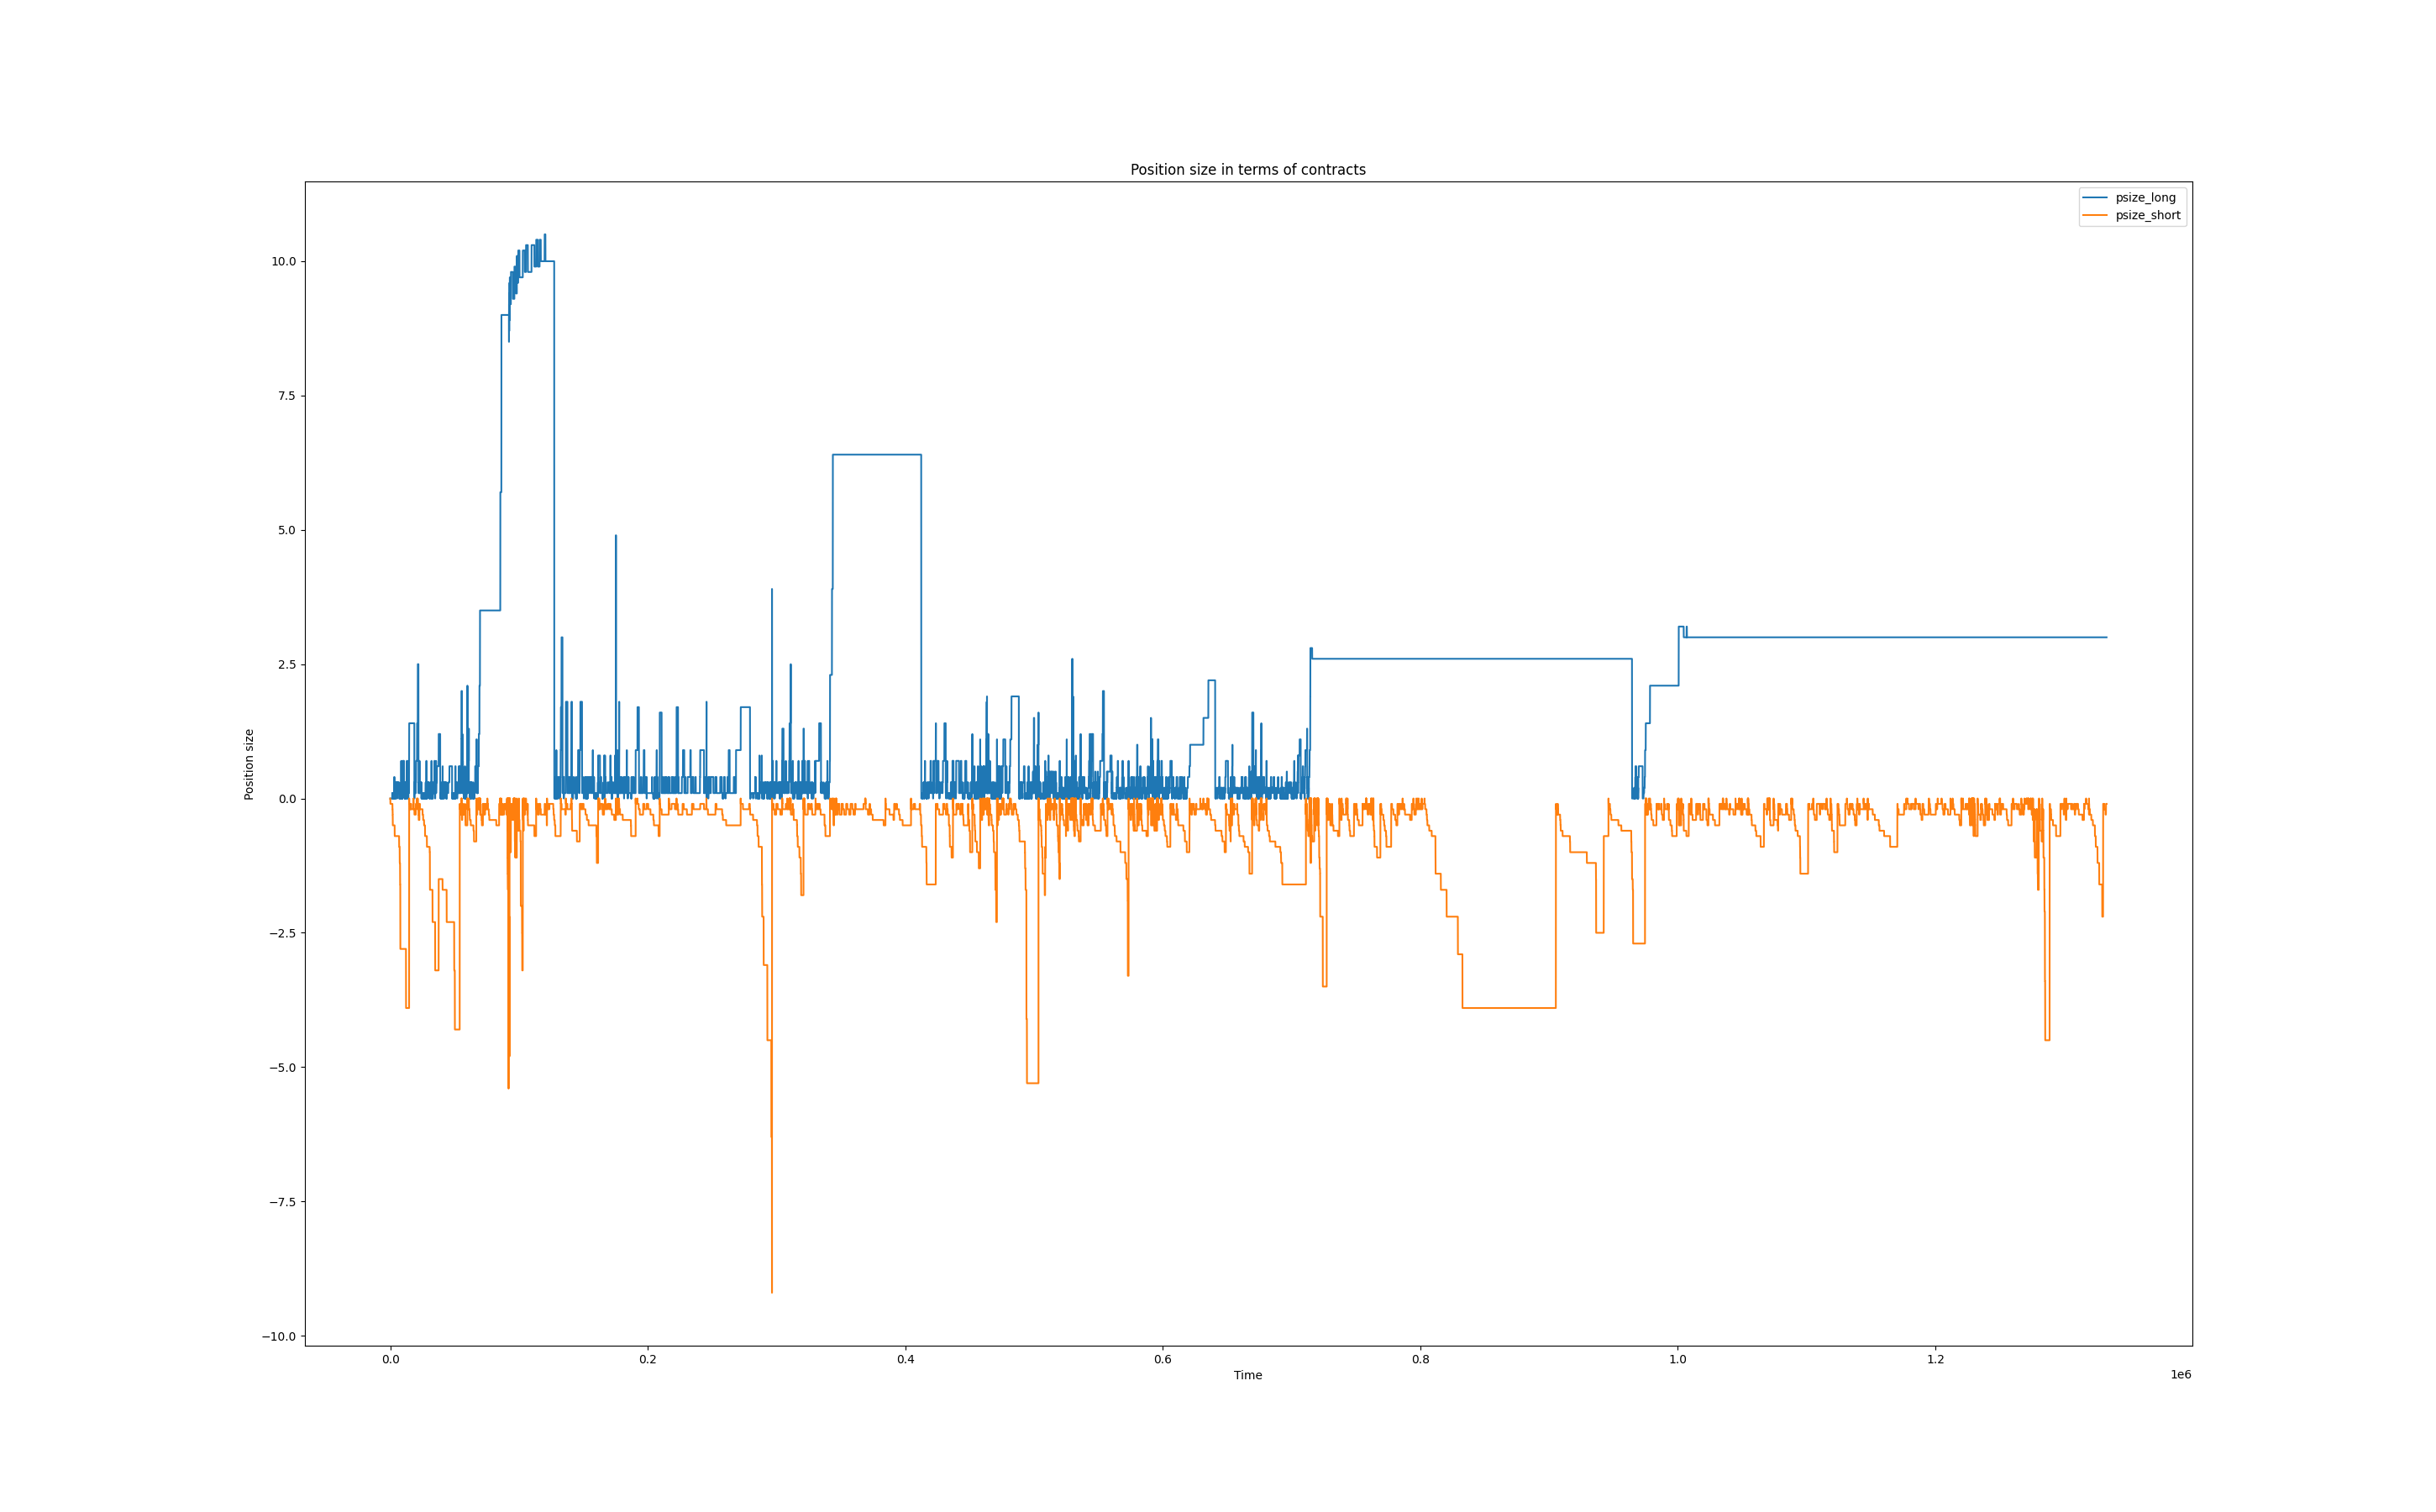 Position size in terms of contracts
psize_long
psize_short
10.0
7.5
5.0
2.5
0.0
−2.5
−5.0
−7.5
−10.0
Position size
0.0 0.2 0.4 0.6 0.8 1.0 1.2
Time
1e6